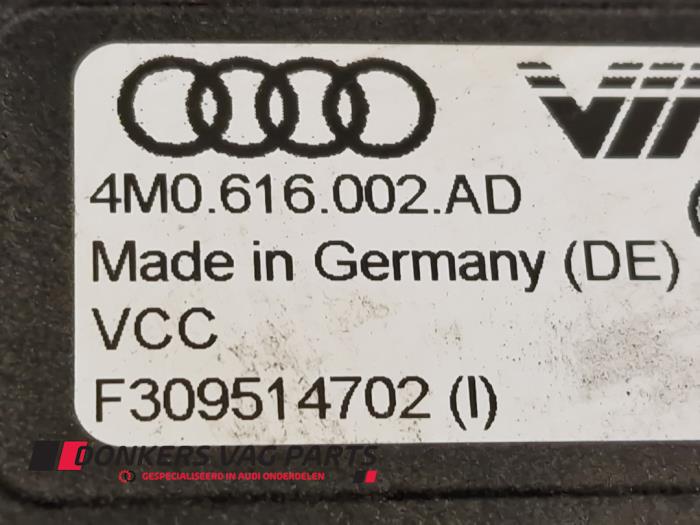 4M0.616.002.AD
Made in Germany (DE)
VCC
F309514702 (I)
DONKERS VAG PARTS
GESPECIALISEERD IN AUDI ONDERDELEN